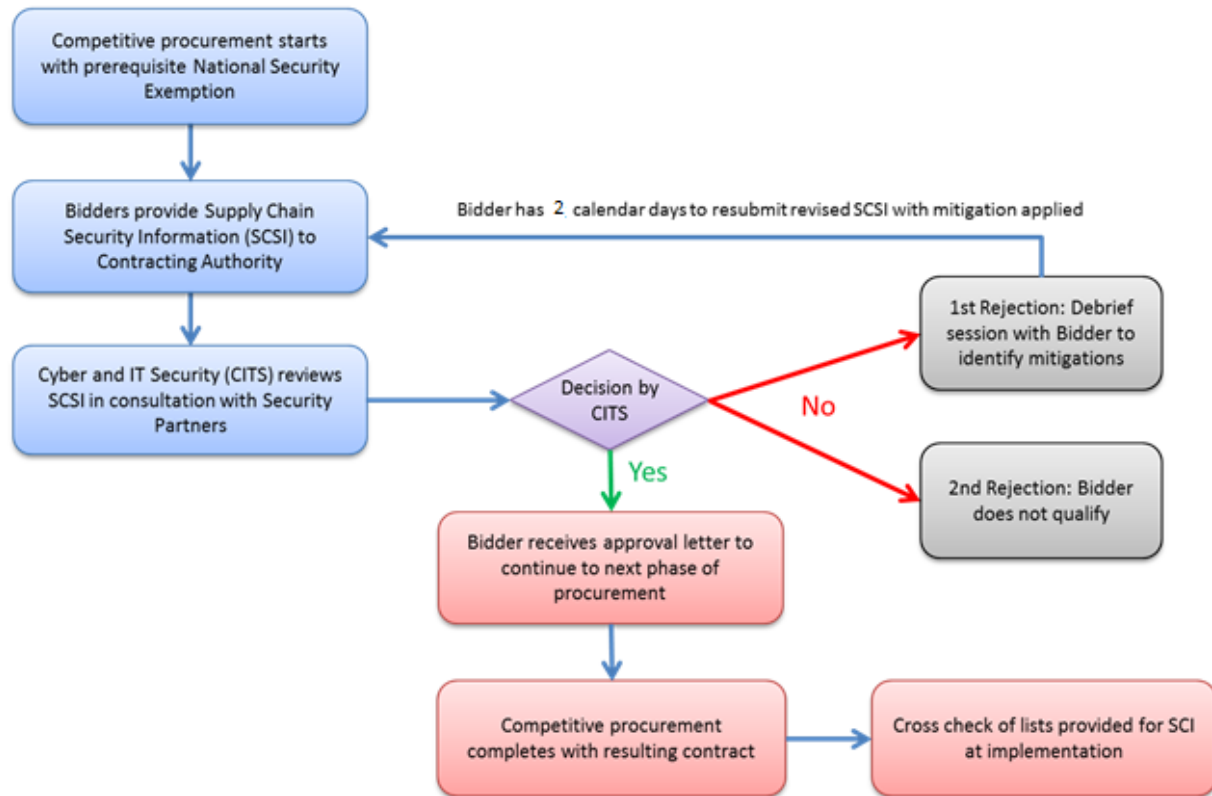 Competitive procurement starts
with prerequisite National Security
Exemption
Bidders provide Supply Chain
Security Information (SCSI) to
Contracting Authority
Bidder has 2 calendar days to resubmit revised SCSI with mitigation applied
1st Rejection: Debrief
session with Bidder to
identify mitigations
Cyber and IT Security (CITS) reviews
SCSI in consultation with Security
Partners
Decision by
CITS
No
Yes
2nd Rejection: Bidder
does not qualify
Bidder receives approval letter to
continue to next phase of
procurement
Competitive procurement
completes with resulting contract
Cross check of lists provided for SCI
at implementation